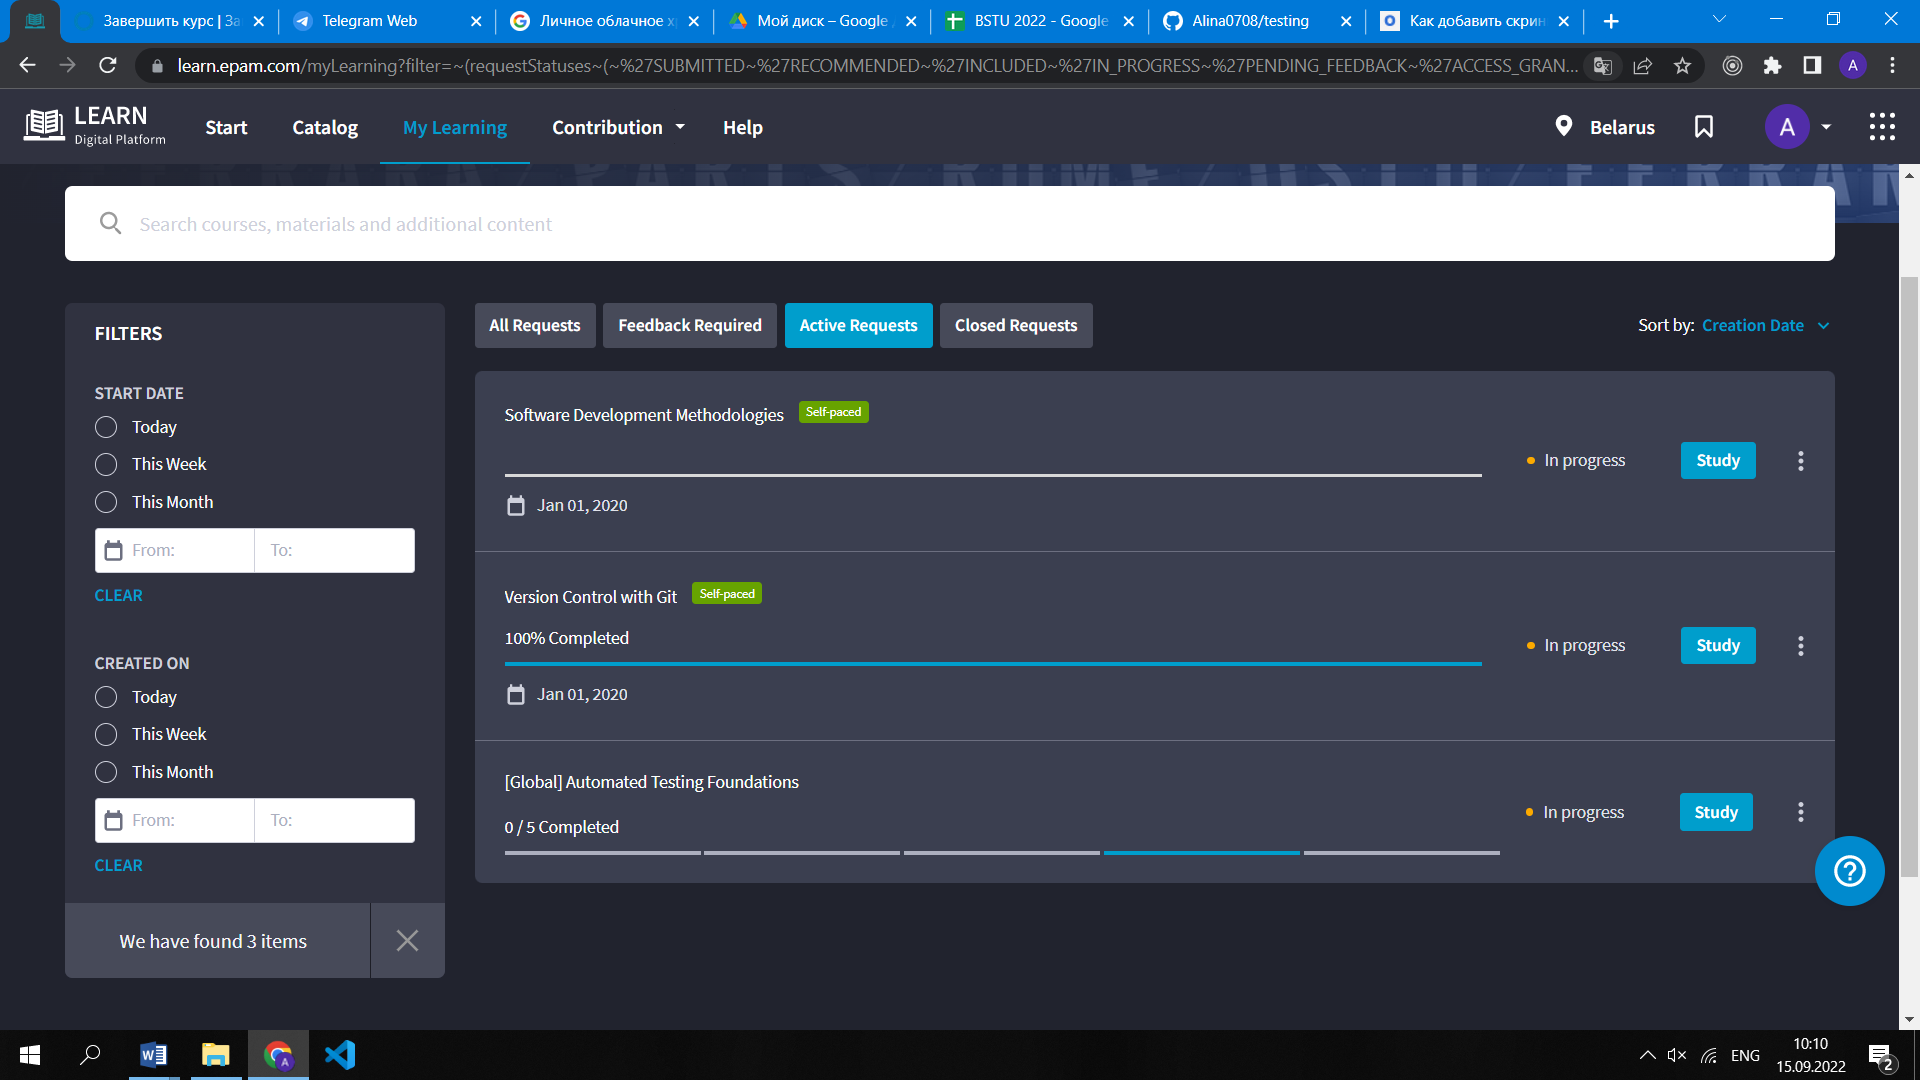 Завершить курс | За
Telegram Web
Личное облачное х
Мой диск – Google
BSTU 2022 - Google
Alina0708/testing
Как добавить скрин
learn.epam.com/myLearning?filter=~(requestStatuses~(~%27SUBMITTED~%27RECOMMENDED~%27INCLUDED~%27IN_PROGRESS~%27PENDING_FEEDBACK~%27ACCESS_GRAN...
A
LEARN
Digital Platform
Start
Catalog
My Learning
Contribution
Help
Belarus
A
Search courses, materials and additional content
FILTERS
START DATE
Today
This Week
This Month
From:
To:
CLEAR
CREATED ON
Today
This Week
This Month
From:
To:
CLEAR
We have found 3 items
All Requests
Feedback Required
Active Requests
Closed Requests
Sort by: Creation Date
Software Development Methodologies
Self-paced
In progress
Study
Jan 01, 2020
Version Control with Git
Self-paced
100% Completed
In progress
Study
Jan 01, 2020
[Global] Automated Testing Foundations
0 / 5 Completed
In progress
Study
ENG
10:10
15.09.2022
2